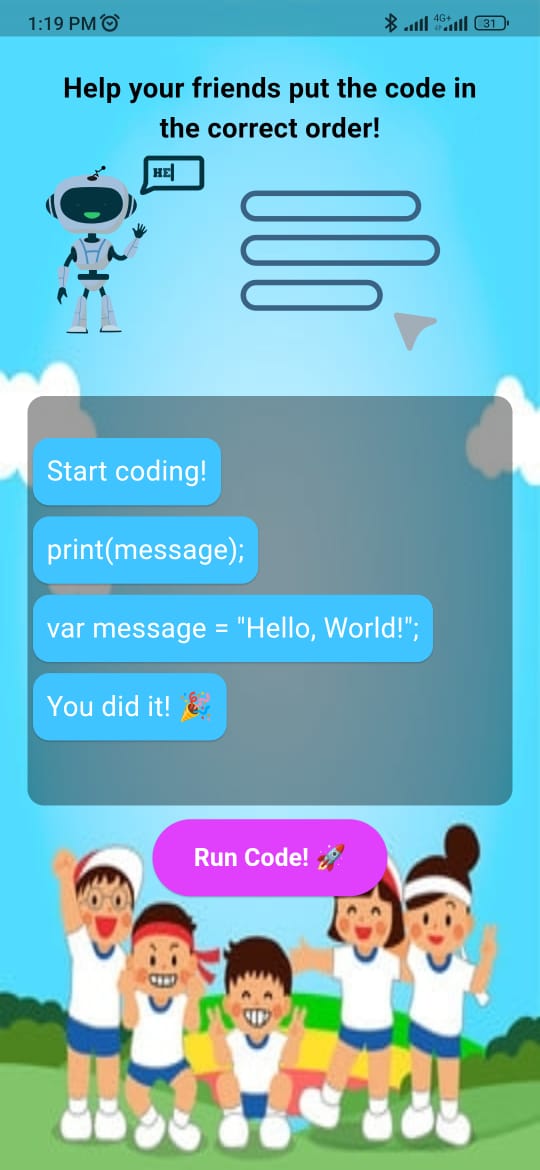 1:19 PM
4G+
31
Help your friends put the code in
the correct order!
HE
Start coding!
print(message);
var message = "Hello, World!";
You did it! 🎉
Run Code! 🚀